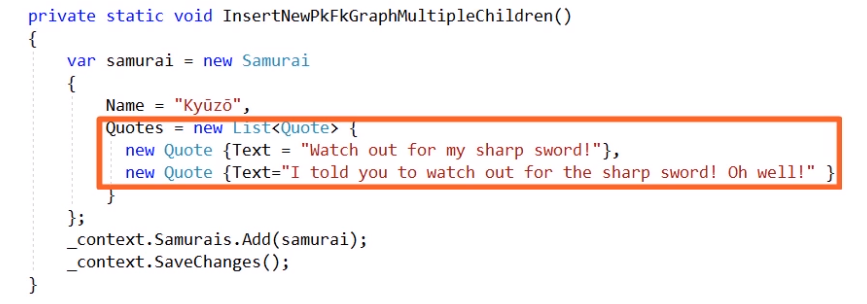 private static void InsertNewPkFkGraphMultipleChildren()
{
var samurai = new Samurai
{
Name = "Kyūzō",
Quotes = new List<Quote> {
new Quote {Text = "Watch out for my sharp sword!"},
new Quote {Text="I told you to watch out for the sharp sword! Oh well!" }
}
};
_context.Samurais.Add(samurai);
_context.SaveChanges();
}